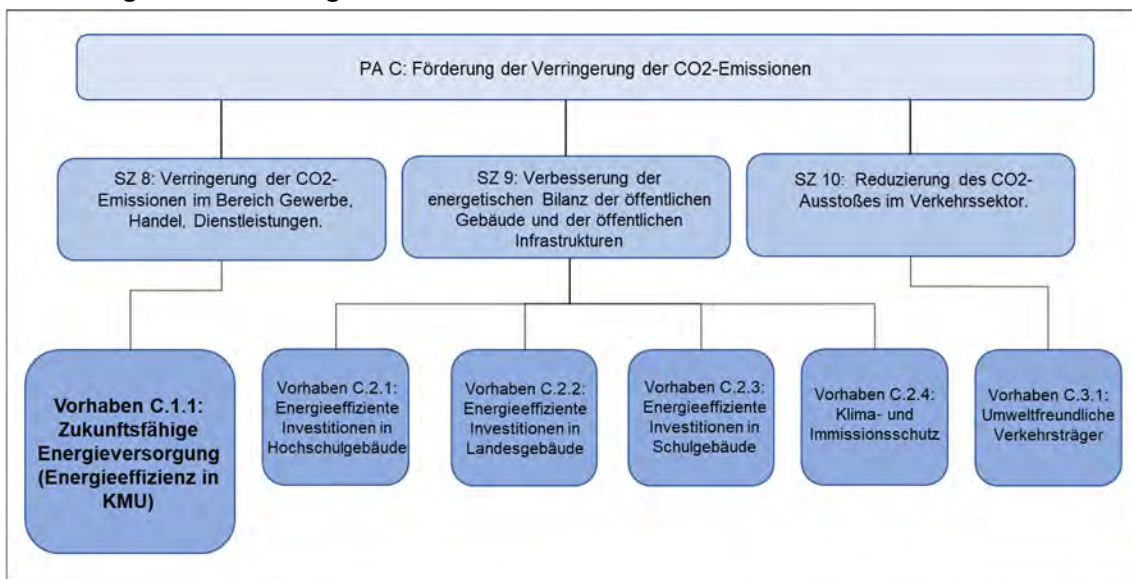 PA C: Förderung der Verringerung der CO2-Emissionen
SZ 8: Verringerung der CO2-
Emissionen im Bereich Gewerbe,
Handel, Dienstleistungen.
SZ 9: Verbesserung der
energetischen Bilanz der öffentlichen
Gebäude und der öffentlichen
Infrastrukturen
SZ 10: Reduzierung des CO2-
Ausstoßes im Verkehrssektor.
Vorhaben C.1.1:
Zukunftsfähige
Energieversorgung
(Energieeffizienz in
KMU)
Vorhaben C.2.1:
Energieeffiziente
Investitionen in
Hochschulgebäude
Vorhaben C.2.2:
Energieeffiziente
Investitionen in
Landesgebäude
Vorhaben C.2.3:
Energieeffiziente
Investitionen in
Schulgebäude
Vorhaben C.2.4:
Klima- und
Immissionsschutz
Vorhaben C.3.1:
Umweltfreundliche
Verkehrsträger